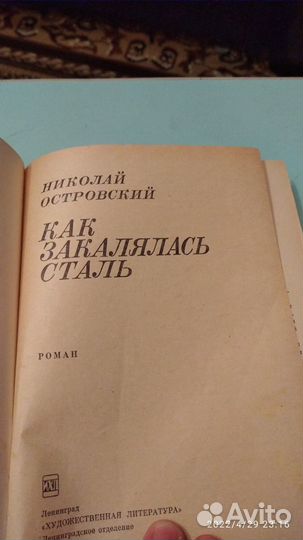 НИКОЛАЙ
ОСТРОВСКИЙ
КАК
ЗАКАЛЯЛАСЬ
СТАЛЬ
РОМАН
Ленинград
«ХУДОЖЕСТВЕННАЯ ЛИТЕРАТУРА»
Ленинградское отделение
2022/4/29 23:16
Avito